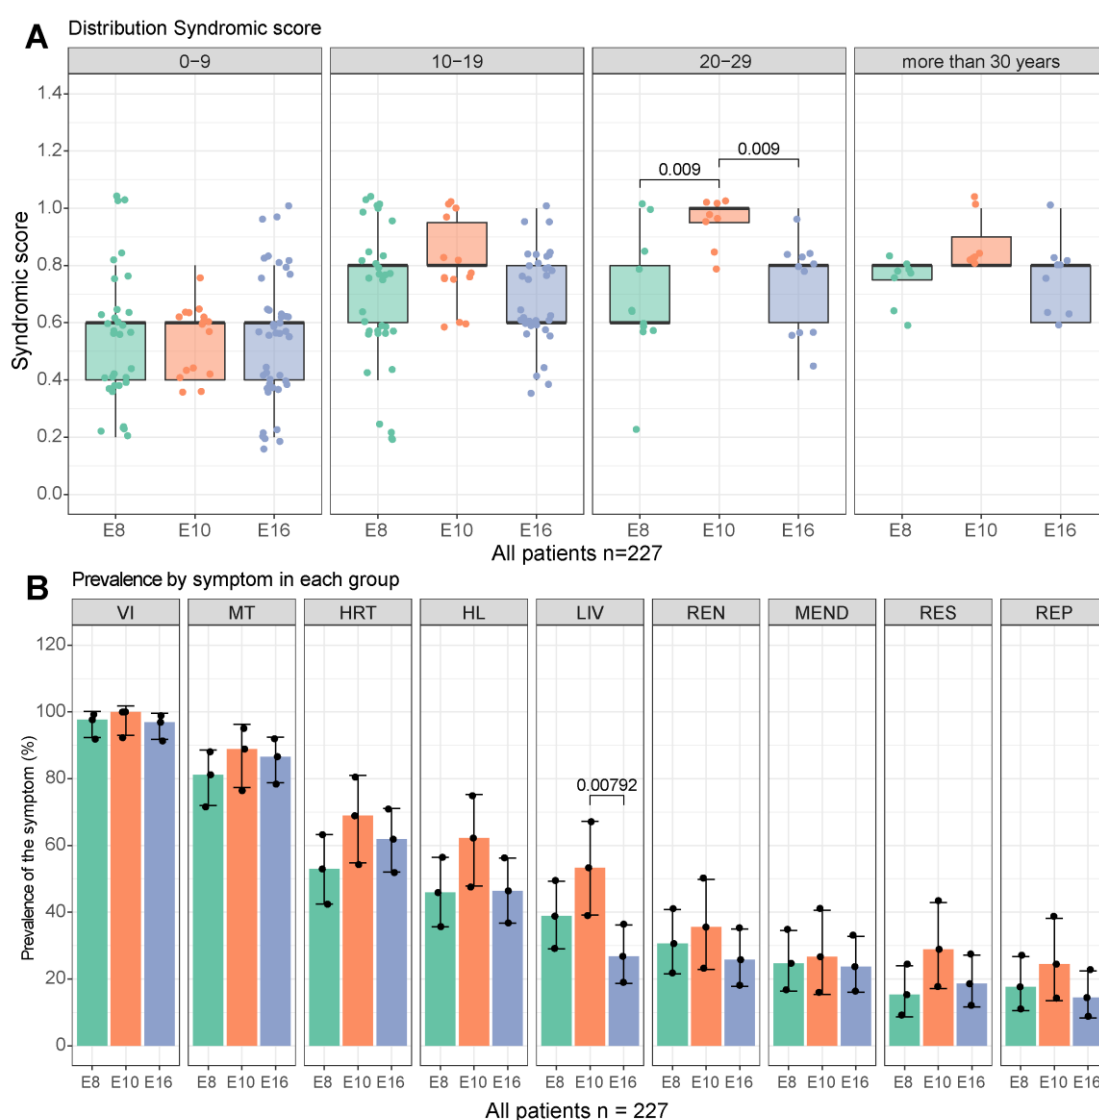 A Distribution Syndromic score
0−9 10−19 20−29 more than 30 years
Syndromic score
1.4
1.2
1.0
0.8
0.6
0.4
0.2
0.0
0.009
0.009
E8 E10 E16 E8 E10 E16 E8 E10 E16 E8 E10 E16
All patients n=227
B Prevalence by symptom in each group
VI MT HRT HL LIV REN MEND RES REP
Prevalence of the symptom (%)
120
100
80
60
40
20
0
0.00792
E8 E10 E16 E8 E10 E16 E8 E10 E16 E8 E10 E16 E8 E10 E16 E8 E10 E16 E8 E10 E16 E8 E10 E16 E8 E10 E16
All patients n = 227